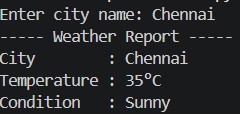 Enter city name: Chennai
----- Weather Report -----
City        : Chennai
Temperature : 35°C
Condition   : Sunny